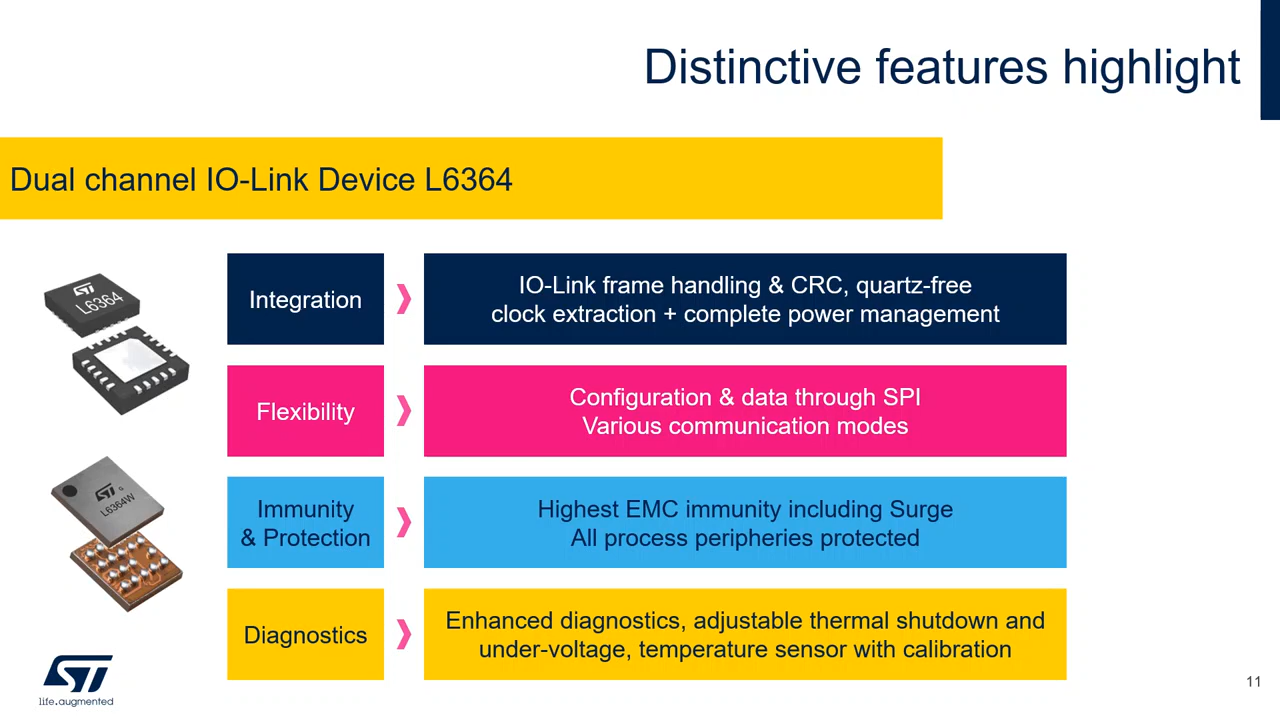 Distinctive features highlight
Dual channel IO-Link Device L6364
L6364
Integration
IO-Link frame handling & CRC, quartz-free
clock extraction + complete power management
Flexibility
Configuration & data through SPI
Various communication modes
L6364W
Immunity
& Protection
Highest EMC immunity including Surge
All process peripheries protected
Diagnostics
Enhanced diagnostics, adjustable thermal shutdown and
under-voltage, temperature sensor with calibration
ST
life.augmented
11